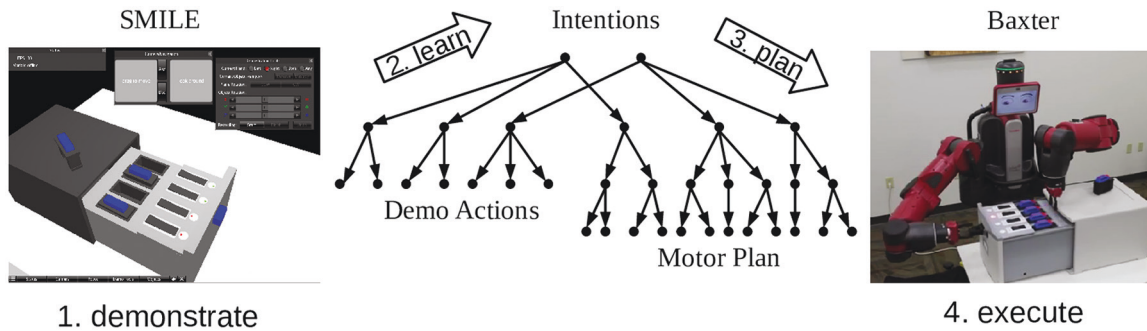 SMILE
Intentions
Baxter
2. learn
3. plan
Demo Actions
Motor Plan
1. demonstrate
4. execute